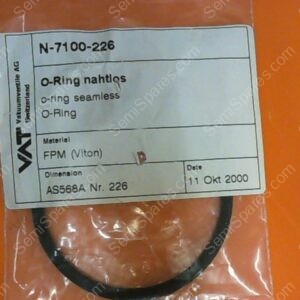 N-7100-226
VAT
Vakuumventile AG
Switzerland
O-Ring nahtlos
o-ring seamless
O-Ring
Material
FPM (Viton)
Dimension
AS568A Nr. 226
Date
11 Okt 2000
SemiSpares.com